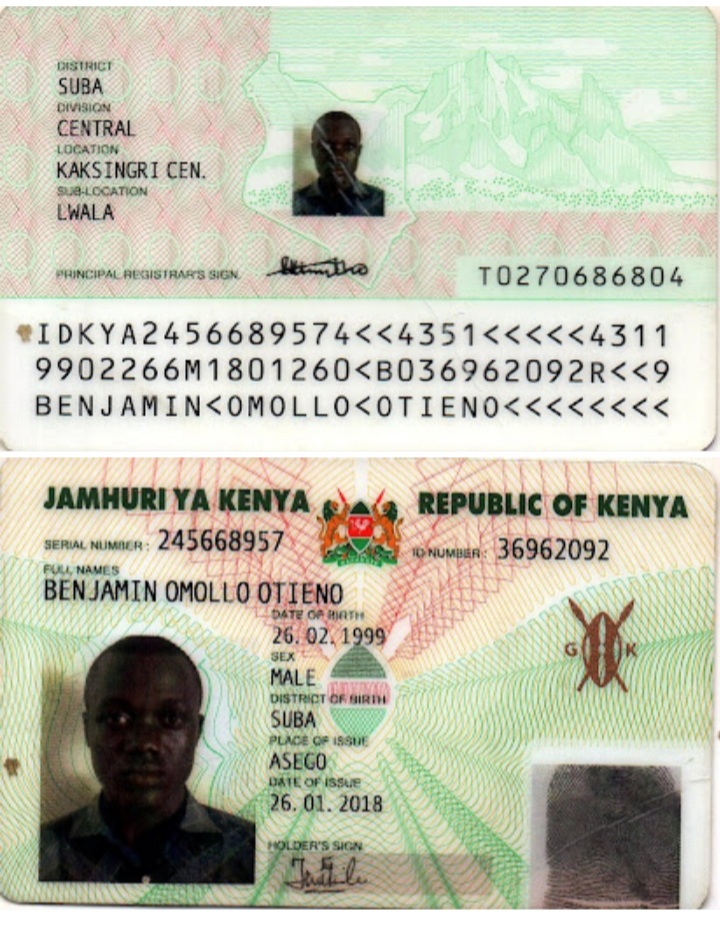 DISTRICT
SUBA
DIVISION
CENTRAL
LOCATION
KAKSINGRI CEN.
SUB-LOCATION
LWALA
PRINCIPAL REGISTRAR'S SIGN.
T0270686804
IDKYA2456689574<<4351<<<<<4311
9902266M1801260<B036962092R<<9
BENJAMIN<OMOLLO<OTIENO<<<<<<<<
JAMHURI YA KENYA REPUBLIC OF KENYA
SERIAL NUMBER: 245668957 ID NUMBER: 36962092
FULL NAMES
BENJAMIN OMOLLO OTIENO
DATE OF BIRTH
26. 02. 1999
SEX
MALE
G K
DISTRICT OF BIRTH
SUBA
PLACE OF ISSUE
ASEGO
DATE OF ISSUE
26. 01. 2018
HOLDER'S SIGN.